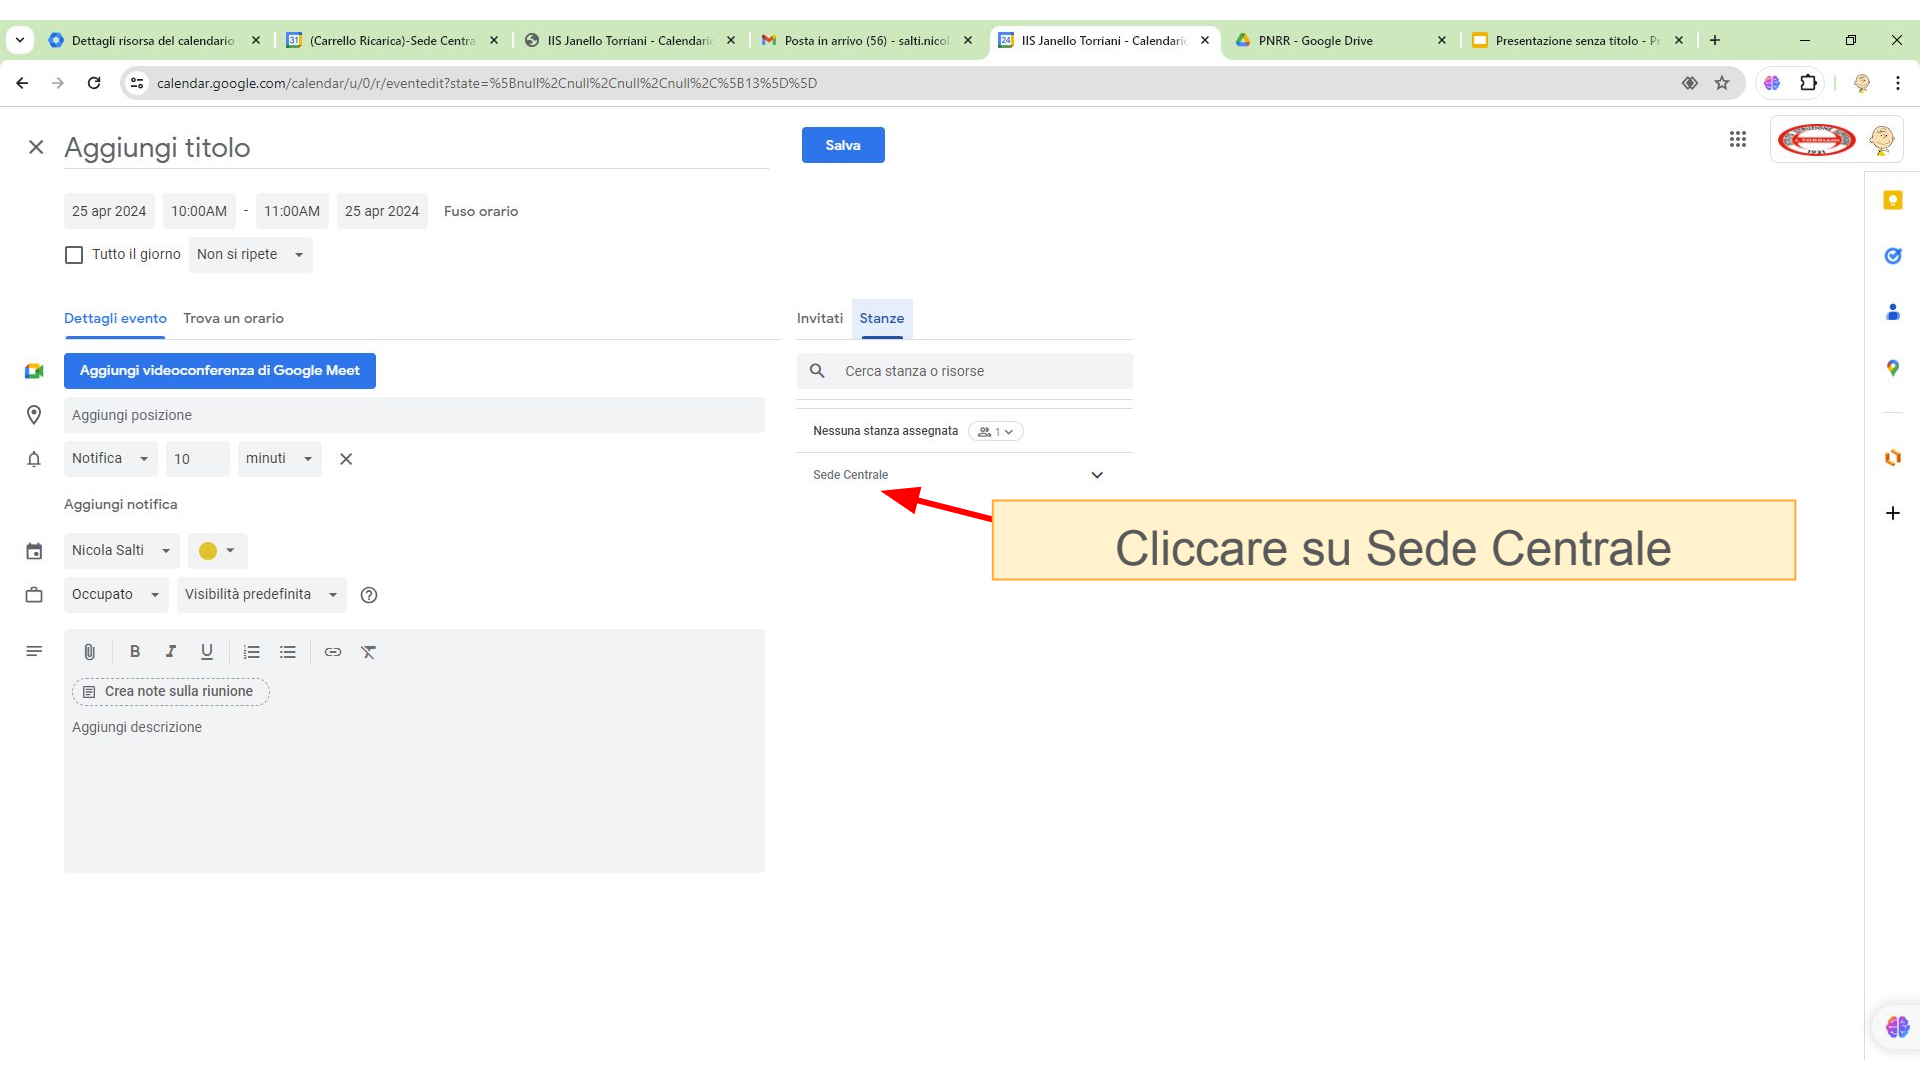 Dettagli risorsa del calendario
(Carrello Ricarica)-Sede Centra
IIS Janello Torriani - Calendaric
Posta in arrivo (56) - salti.nicol
IIS Janello Torriani - Calendaric
PNRR - Google Drive
Presentazione senza titolo - Pr
calendar.google.com/calendar/u/0/r/eventedit?state=%5Bnull%2Cnull%2Cnull%2Cnull%2C%5B13%5D%5D
Aggiungi titolo
Salva
25 apr 2024 10:00AM - 11:00AM 25 apr 2024 Fuso orario
Tutto il giorno Non si ripete
Dettagli evento Trova un orario
Invitati Stanze
Aggiungi videoconferenza di Google Meet
Cerca stanza o risorse
Aggiungi posizione
Nessuna stanza assegnata 1
Notifica 10 minuti
Sede Centrale
Aggiungi notifica
Cliccare su Sede Centrale
Nicola Salti
Occupato Visibilità predefinita
B I U
Crea note sulla riunione
Aggiungi descrizione